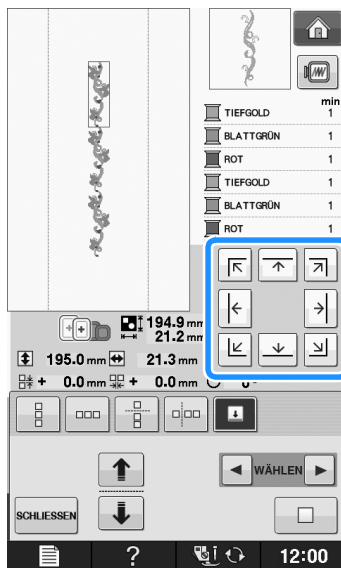 min
TIEFGOLD 1
BLATTGRÜN 1
ROT 1
TIEFGOLD 1
BLATTGRÜN 1
ROT 1
194.9 mm
21.2 mm
195.0 mm 21.3 mm
+ 0.0 mm + 0.0 mm 0°
WÄHLEN
SCHLIESSEN
? 12:00